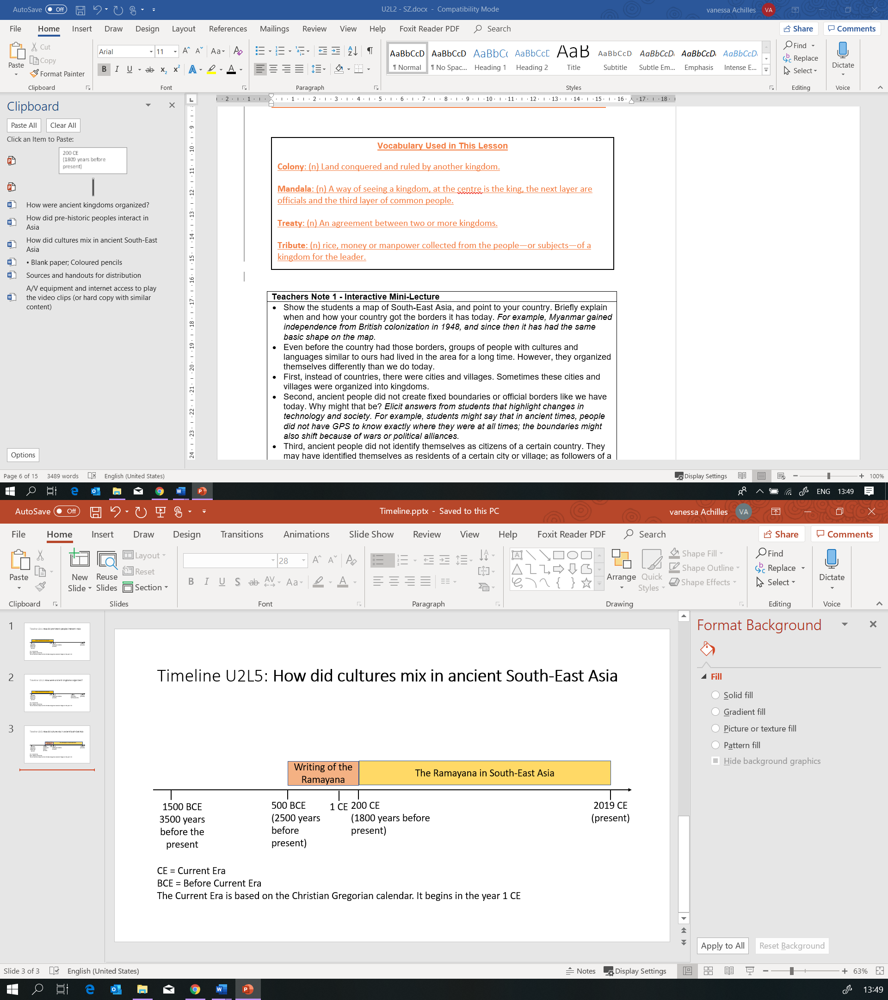 AutoSave Off
U2L2 - SZ.docx - Compatibility Mode
vanessa Achilles VA
File Home Insert Draw Design Layout References Mailings Review View Help Foxit Reader PDF Search Share Comments
Paste
Cut
Copy
Format Painter
Arial 11
AaBbCcD AaBbCcD AaBbCc AaBbCcC AaB AaBbCcD AaBbCcD AaBbCcD AaBbCcD
¶ Normal ¶ No Spac... Heading 1 Heading 2 Title Subtitle Subtle Em... Emphasis Intense E...
Find
Replace
Select
Dictate
Clipboard Font Paragraph Styles Editing Voice
Clipboard
Paste All Clear All
Click an Item to Paste:
200 CE
(1800 years before
present)
How were ancient kingdoms organized?
How did pre-historic peoples interact in
Asia
How did cultures mix in ancient South-East
Asia
• Blank paper; Coloured pencils
Sources and handouts for distribution
A/V equipment and internet access to play
the video clips (or hard copy with similar
content)
Options
Vocabulary Used in This Lesson
Colony: (n) Land conquered and ruled by another kingdom.
Mandala: (n) A way of seeing a kingdom, at the centre is the king, the next layer are
officials and the third layer of common people.
Treaty: (n) An agreement between two or more kingdoms.
Tribute: (n) rice, money or manpower collected from the people—or subjects—of a
kingdom for the leader.
Teachers Note 1 - Interactive Mini-Lecture
• Show the students a map of South-East Asia, and point to your country. Briefly explain
when and how your country got the borders it has today. For example, Myanmar gained
independence from British colonization in 1948, and since then it has had the same
basic shape on the map.
• Even before the country had those borders, groups of people with cultures and
languages similar to ours had lived in the area for a long time. However, they organized
themselves differently than we do today.
• First, instead of countries, there were cities and villages. Sometimes these cities and
villages were organized into kingdoms.
• Second, ancient people did not create fixed boundaries or official borders like we have
today. Why might that be? Elicit answers from students that highlight changes in
technology and society. For example, students might say that in ancient times, people
did not have GPS to know exactly where they were at all times; the boundaries might
also shift because of wars or political alliances.
• Third, ancient people did not identify themselves as citizens of a certain country. They
may have identified themselves as residents of a certain city or village; as followers of a
Page 6 of 15 3489 words English (United States) Display Settings 100%
ENG 13:49
AutoSave Off
Timeline.pptx - Saved to this PC
vanessa Achilles VA
File Home Insert Draw Design Transitions Animations Slide Show Review View Help Foxit Reader PDF Search Share Comments
Paste
New
Slide
Reuse
Slides
Layout
Reset
Section
28
Arrange
Quick
Styles
Shape Fill
Shape Outline
Shape Effects
Find
Replace
Select
Dictate
Clipboard Slides Font Paragraph Drawing Editing Voice
1
2
3
Timeline U2L5: How did cultures mix in ancient South-East Asia
Writing of the
Ramayana
The Ramayana in South-East Asia
1500 BCE
3500 years
before the
present
500 BCE
(2500 years
before
present)
1 CE
200 CE
(1800 years before
present)
2019 CE
(present)
CE = Current Era
BCE = Before Current Era
The Current Era is based on the Christian Gregorian calendar. It begins in the year 1 CE
Format Background
Fill
Solid fill
Gradient fill
Picture or texture fill
Pattern fill
Hide background graphics
Apply to All Reset Background
Slide 3 of 3 English (United States) Notes Display Settings 63%
13:49